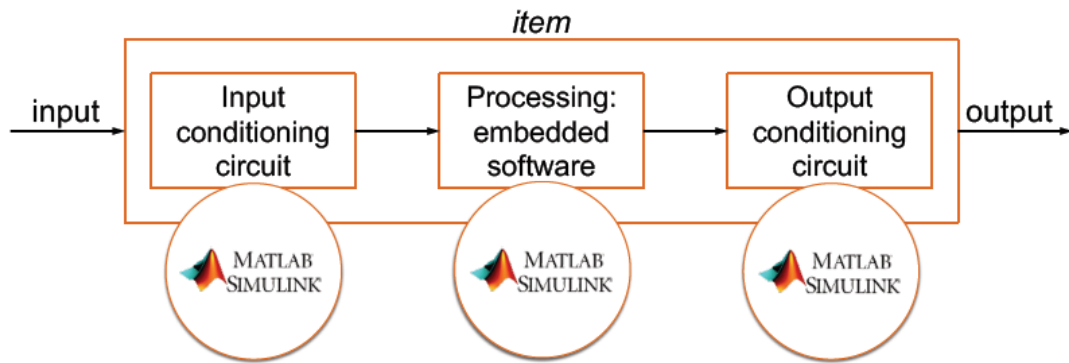 item
input
Input
conditioning
circuit
Processing:
embedded
software
Output
conditioning
circuit
output
MATLAB
SIMULINK
MATLAB
SIMULINK
MATLAB
SIMULINK